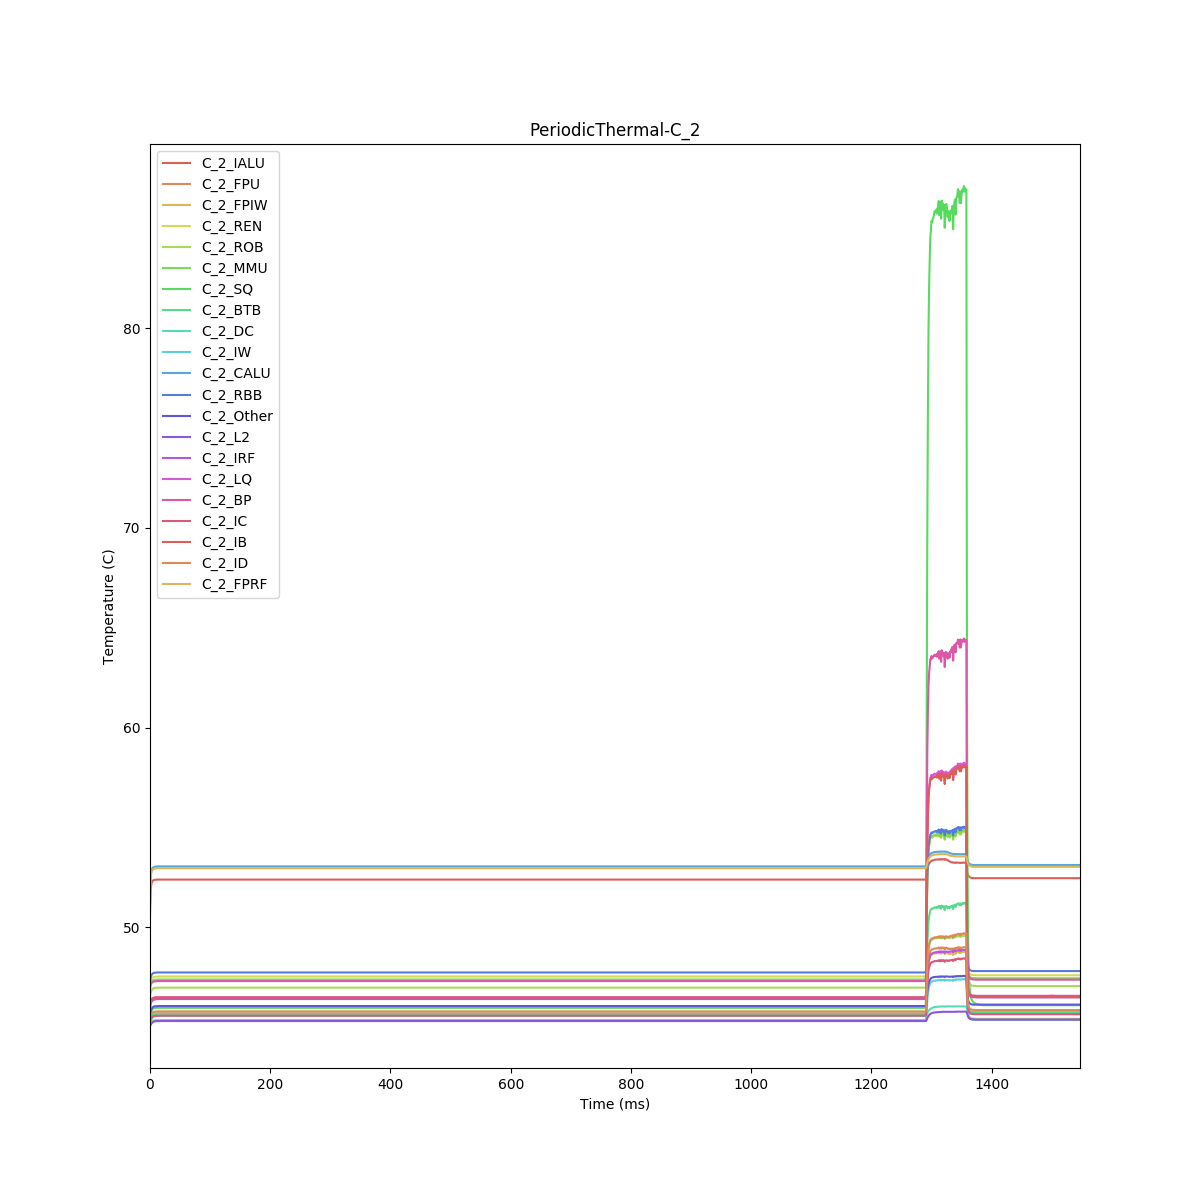 PeriodicThermal-C_2
C_2_IALU
C_2_FPU
C_2_FPIW
C_2_REN
C_2_ROB
C_2_MMU
C_2_SQ
C_2_BTB
C_2_DC
C_2_IW
C_2_CALU
C_2_RBB
C_2_Other
C_2_L2
C_2_IRF
C_2_LQ
C_2_BP
C_2_IC
C_2_IB
C_2_ID
C_2_FPRF
80
70
60
50
Temperature (C)
0 200 400 600 800 1000 1200 1400
Time (ms)